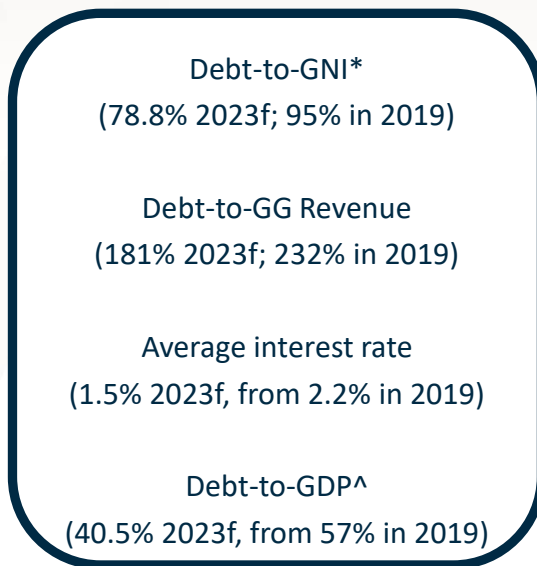 Debt-to-GNI*
(78.8% 2023f; 95% in 2019)
Debt-to-GG Revenue
(181% 2023f; 232% in 2019)
Average interest rate
(1.5% 2023f, from 2.2% in 2019)
Debt-to-GDP^
(40.5% 2023f, from 57% in 2019)